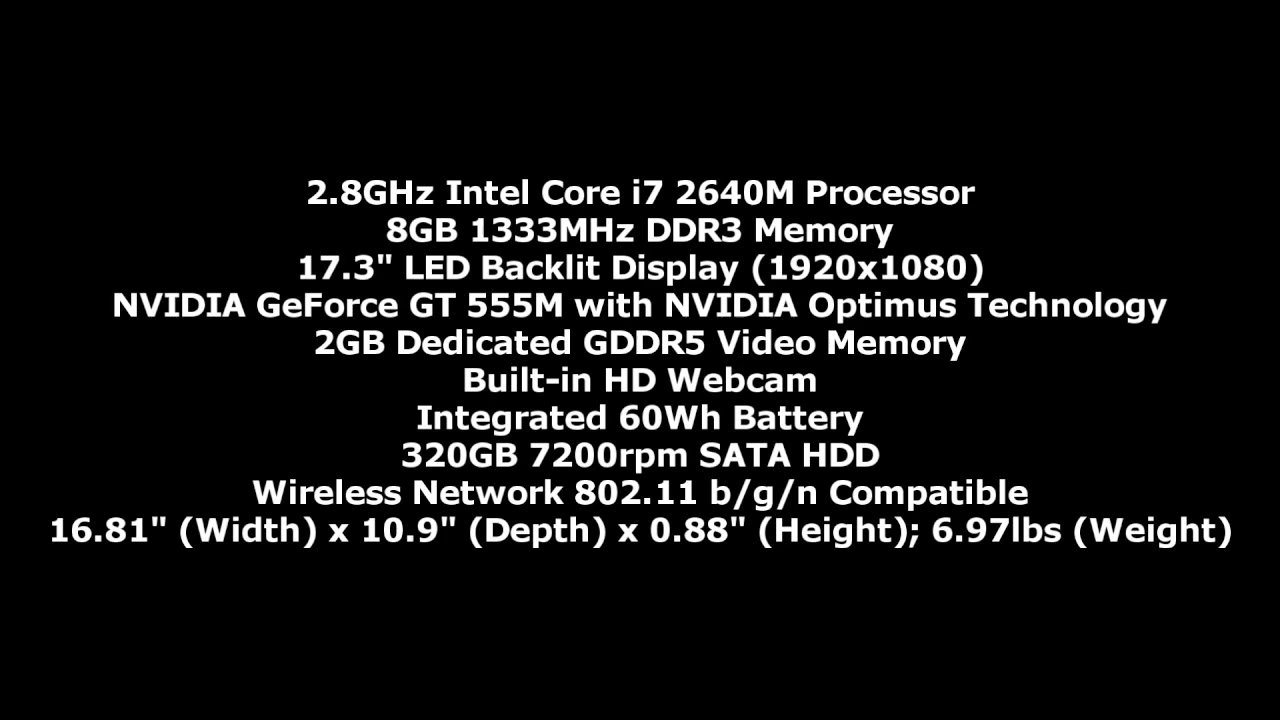 2.8GHz Intel Core i7 2640M Processor
8GB 1333MHz DDR3 Memory
17.3" LED Backlit Display (1920x1080)
NVIDIA GeForce GT 555M with NVIDIA Optimus Technology
2GB Dedicated GDDR5 Video Memory
Built-in HD Webcam
Integrated 60Wh Battery
320GB 7200rpm SATA HDD
Wireless Network 802.11 b/g/n Compatible
16.81" (Width) x 10.9" (Depth) x 0.88" (Height); 6.97lbs (Weight)